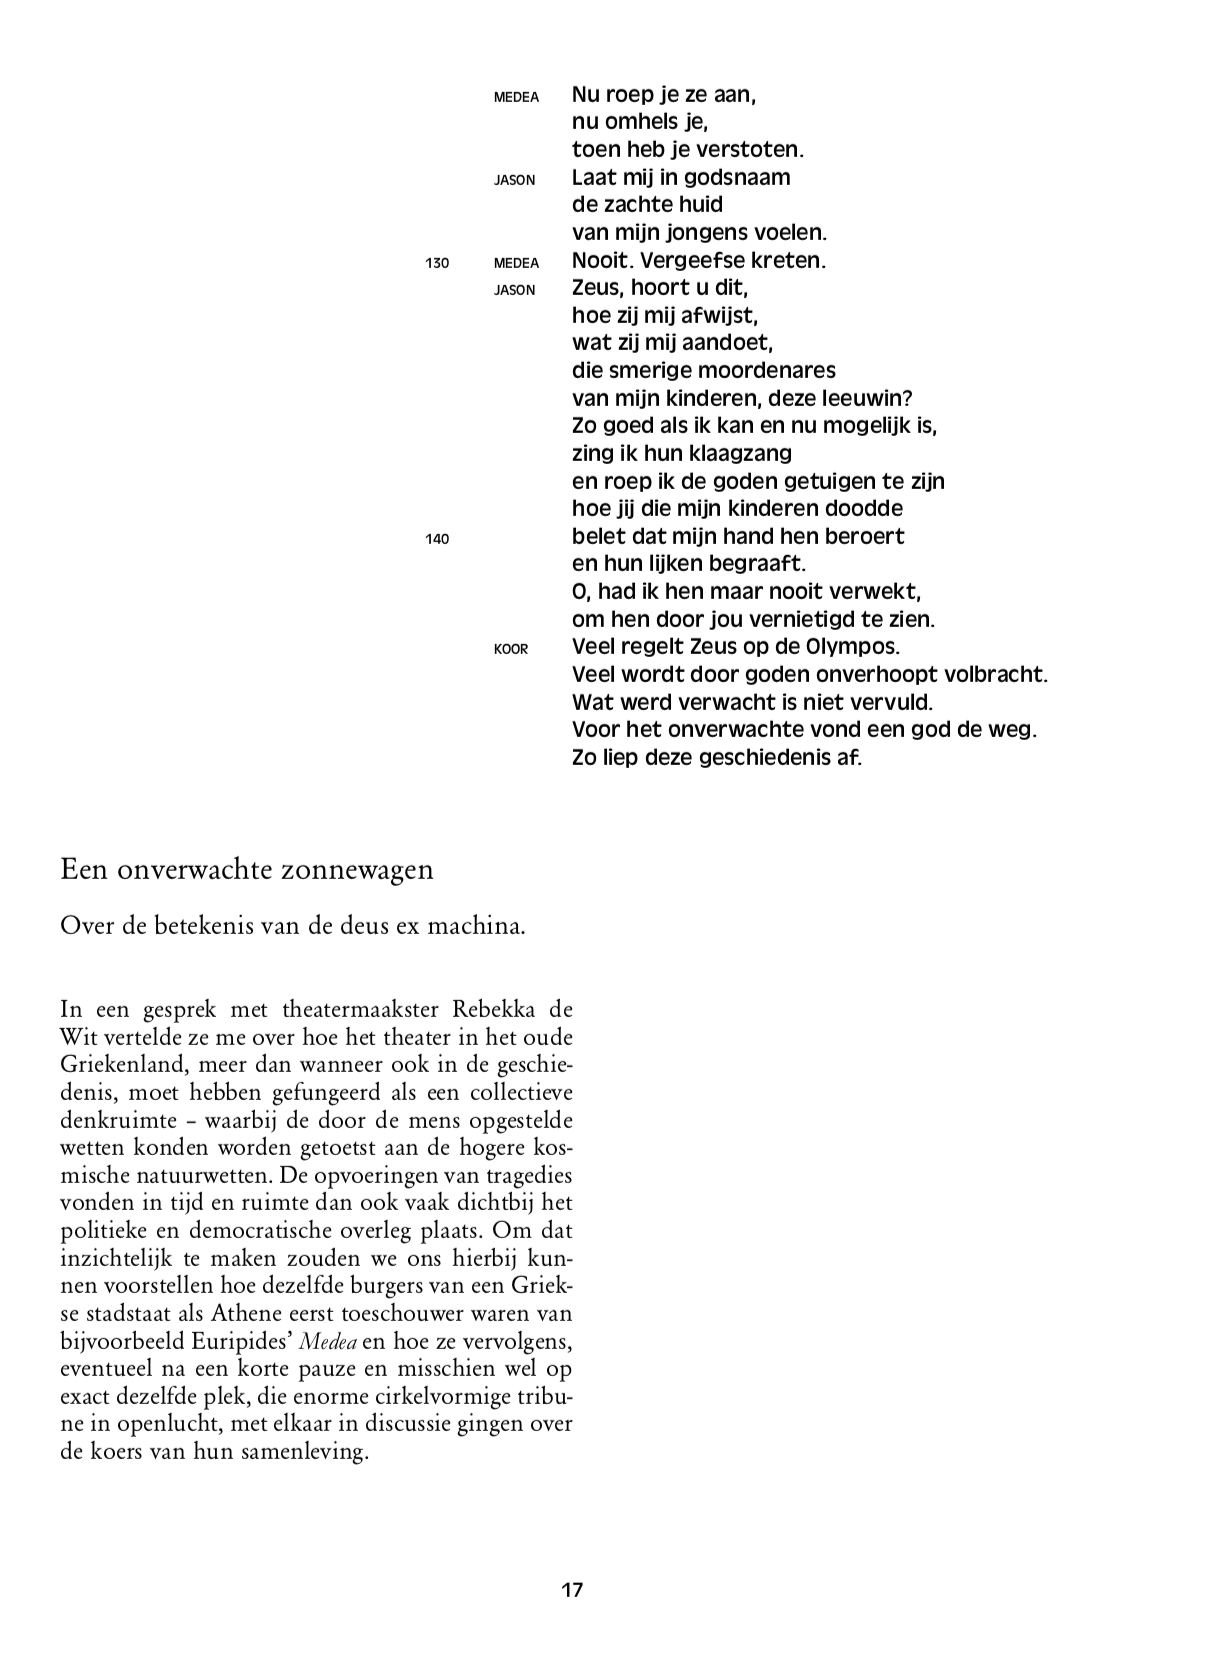 MEDEA Nu roep je ze aan,
nu omhels je,
toen heb je verstoten.
JASON Laat mij in godsnaam
de zachte huid
van mijn jongens voelen.
130 MEDEA Nooit. Vergeefse kreten.
JASON Zeus, hoort u dit,
hoe zij mij afwijst,
wat zij mij aandoet,
die smerige moordenares
van mijn kinderen, deze leeuwin?
Zo goed als ik kan en nu mogelijk is,
zing ik hun klaagzang
en roep ik de goden getuigen te zijn
hoe jij die mijn kinderen doodde
140 belet dat mijn hand hen beroert
en hun lijken begraaft.
O, had ik hen maar nooit verwekt,
om hen door jou vernietigd te zien.
KOOR Veel regelt Zeus op de Olympos.
Veel wordt door goden onverhoopt volbracht.
Wat werd verwacht is niet vervuld.
Voor het onverwachte vond een god de weg.
Zo liep deze geschiedenis af.
Een onverwachte zonnewagen
Over de betekenis van de deus ex machina.
In een gesprek met theatermaakster Rebekka de
Wit vertelde ze me over hoe het theater in het oude
Griekenland, meer dan wanneer ook in de geschie-
denis, moet hebben gefungeerd als een collectieve
denkruimte – waarbij de door de mens opgestelde
wetten konden worden getoetst aan de hogere kos-
mische natuurwetten. De opvoeringen van tragedies
vonden in tijd en ruimte dan ook vaak dichtbij het
politieke en democratische overleg plaats. Om dat
inzichtelijk te maken zouden we ons hierbij kun-
nen voorstellen hoe dezelfde burgers van een Griek-
se stadstaat als Athene eerst toeschouwer waren van
bijvoorbeeld Euripides’ Medea en hoe ze vervolgens,
eventueel na een korte pauze en misschien wel op
exact dezelfde plek, die enorme cirkelvormige tribu-
ne in openlucht, met elkaar in discussie gingen over
de koers van hun samenleving.
17